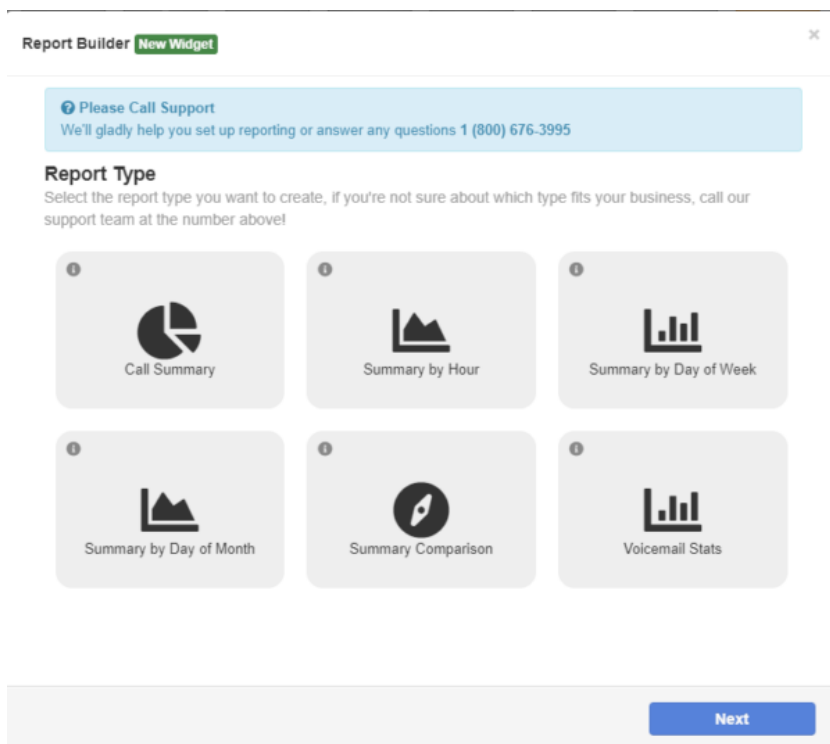 Report Builder New Widget
Please Call Support
We'll gladly help you set up reporting or answer any questions 1 (800) 676-3995
Report Type
Select the report type you want to create, if you're not sure about which type fits your business, call our
support team at the number above!
Call Summary
Summary by Hour
Summary by Day of Week
Summary by Day of Month
Summary Comparison
Voicemail Stats
Next